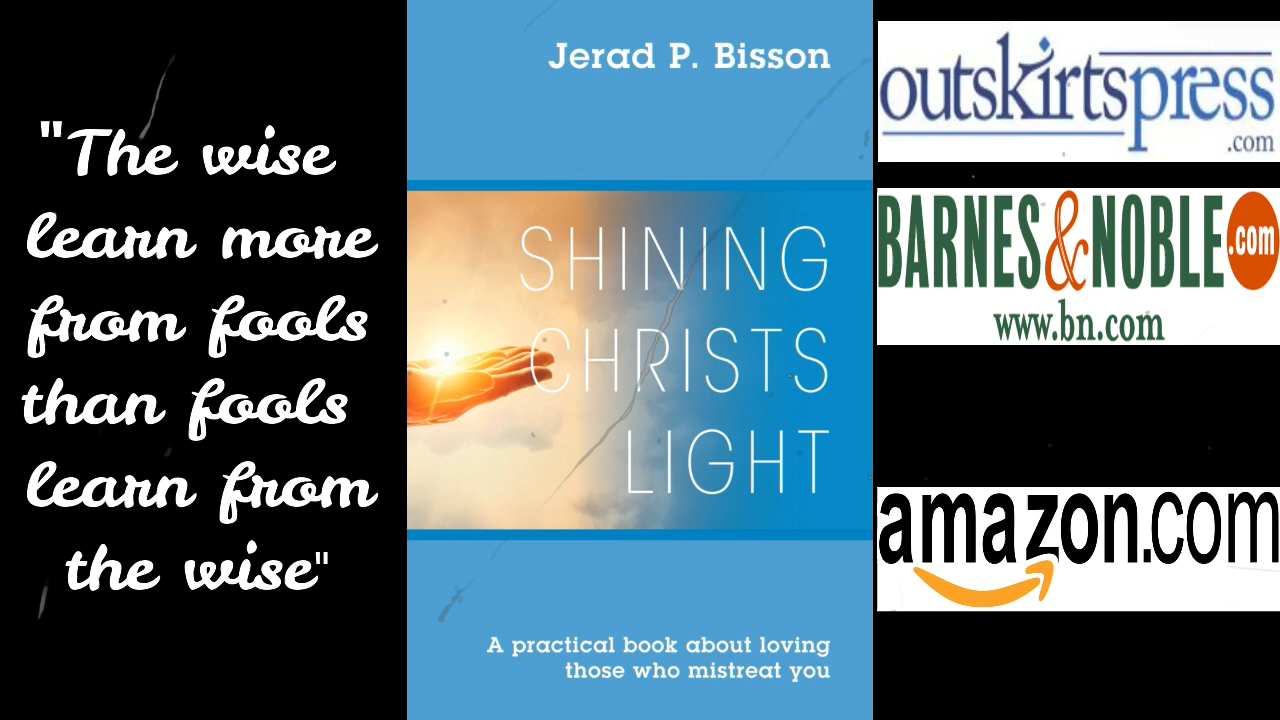 "The wise
learn more
from fools
than fools
learn from
the wise"
Jerad P. Bisson
SHINING
CHRISTS
LIGHT
A practical book about loving
those who mistreat you
outskirtspress
.com
BARNES&NOBLE.com
www.bn.com
amazon.com